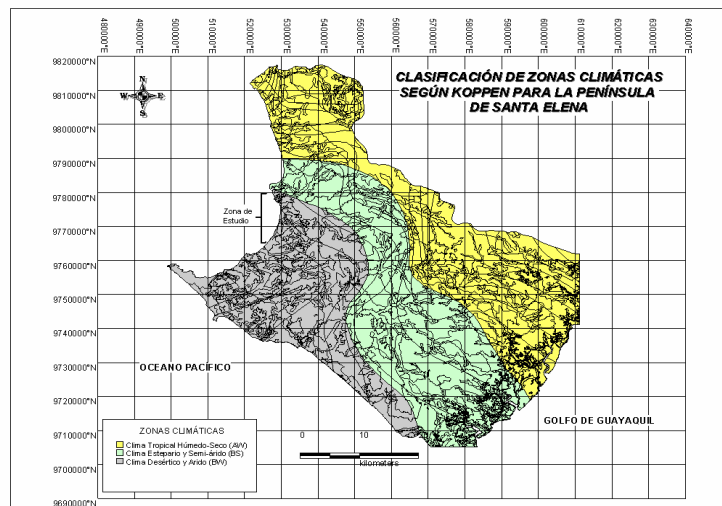 480000°E
490000°E
500000°E
510000°E
520000°E
530000°E
540000°E
550000°E
560000°E
570000°E
580000°E
590000°E
600000°E
610000°E
620000°E
630000°E
640000°E
9820000°N
9810000°N
9800000°N
9790000°N
9780000°N
9770000°N
9760000°N
9750000°N
9740000°N
9730000°N
9720000°N
9710000°N
9700000°N
9690000°N
N
W E
S
CLASIFICACIÓN DE ZONAS CLIMÁTICAS
SEGÚN KOPPEN PARA LA PENÍNSULA
DE SANTA ELENA
Zona de
Estudio
OCEANO PACÍFICO
GOLFO DE GUAYAQUIL
ZONAS CLIMÁTICAS
Clima Tropical Húmedo-Seco (AW)
Clima Estepario y Semi-árido (BS)
Clima Desértico y Arido (BW)
0 10
kilometers